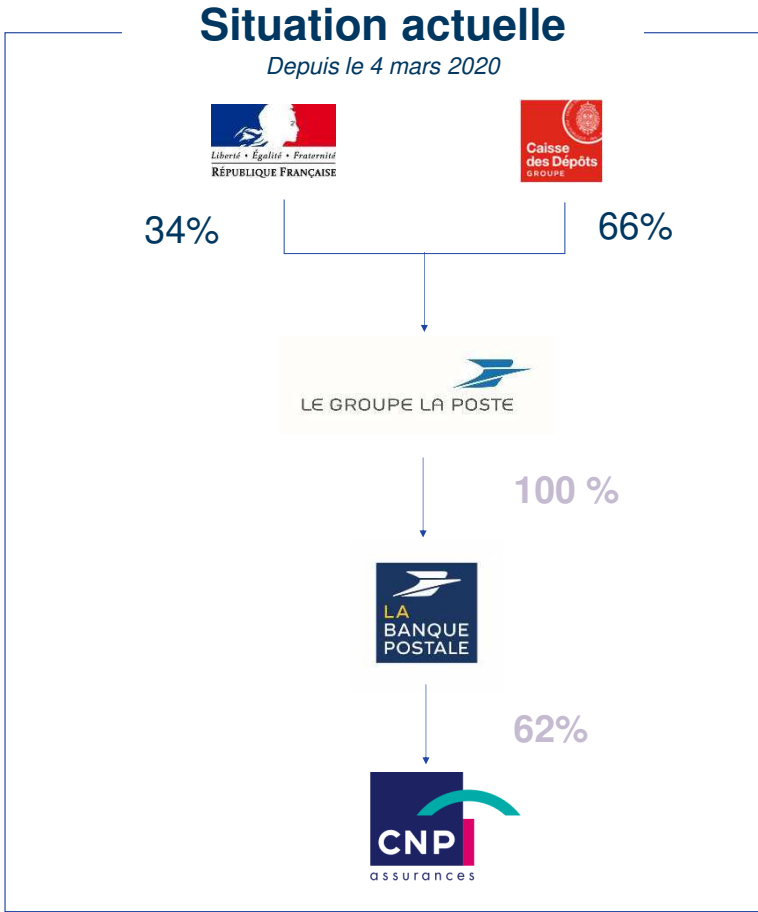 Situation actuelle
Depuis le 4 mars 2020
Liberté • Égalité • Fraternité
RÉPUBLIQUE FRANÇAISE
Caisse
des Dépôts
GROUPE
34%
66%
LE GROUPE LA POSTE
100 %
LA
BANQUE
POSTALE
62%
CNP
assurances